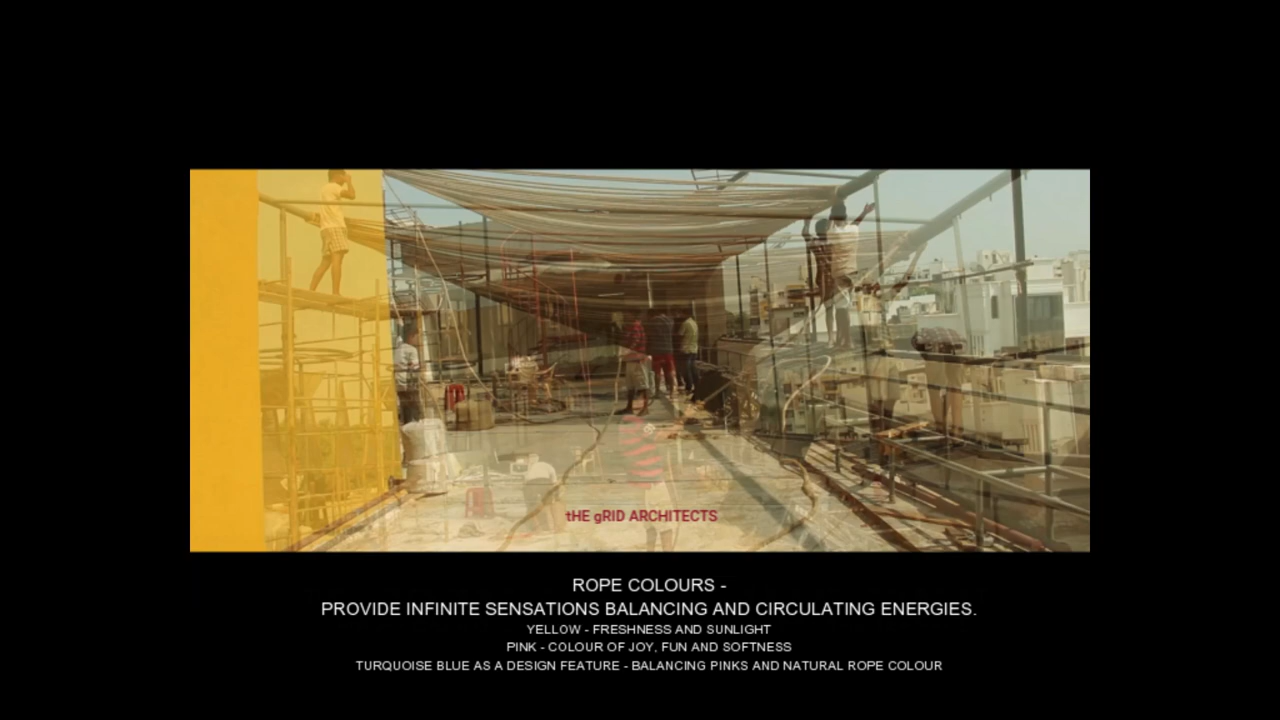 tHE gRID ARCHITECTS
ROPE COLOURS -
PROVIDE INFINITE SENSATIONS BALANCING AND CIRCULATING ENERGIES.
YELLOW - FRESHNESS AND SUNLIGHT
PINK - COLOUR OF JOY, FUN AND SOFTNESS
TURQUOISE BLUE AS A DESIGN FEATURE - BALANCING PINKS AND NATURAL ROPE COLOUR